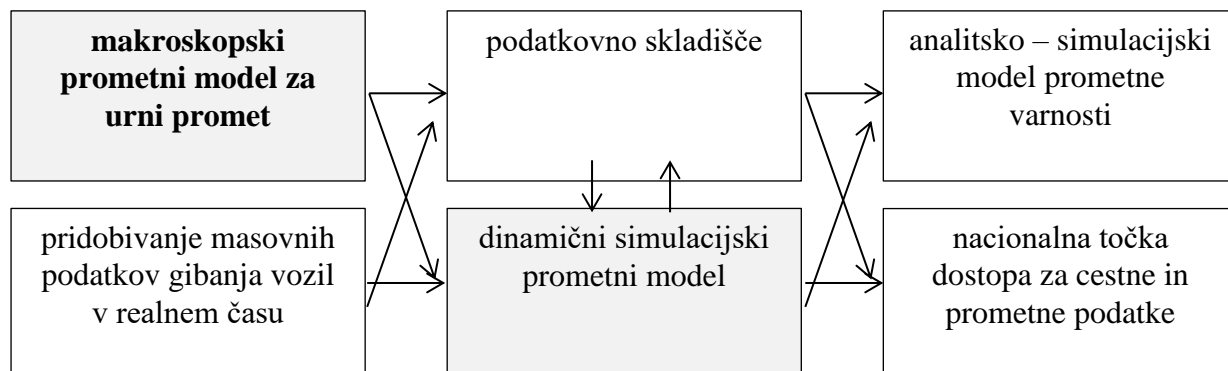 makroskopski
prometni model za
urni promet
podatkovno skladišče
analitsko – simulacijski
model prometne
varnosti
pridobivanje masovnih
podatkov gibanja vozil
v realnem času
dinamični simulacijski
prometni model
nacionalna točka
dostopa za cestne in
prometne podatke